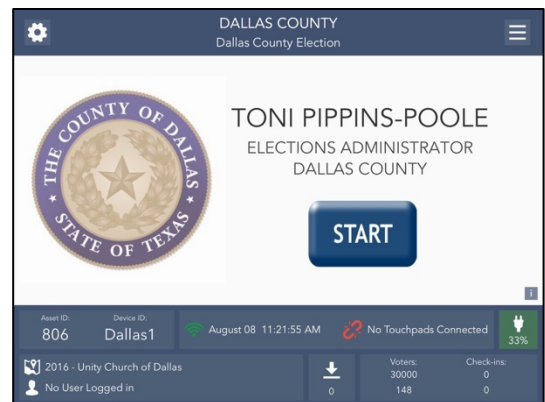 DALLAS COUNTY
Dallas County Election
THE COUNTY OF DALLAS
STATE OF TEXAS
TONI PIPPINS-POOLE
ELECTIONS ADMINISTRATOR
DALLAS COUNTY
START
i
Asset ID: Device ID:
806 Dallas1
August 08 11:21:55 AM
No Touchpads Connected
33%
2016 - Unity Church of Dallas
No User Logged in
0
Voters: Check-ins:
30000 0
148 0